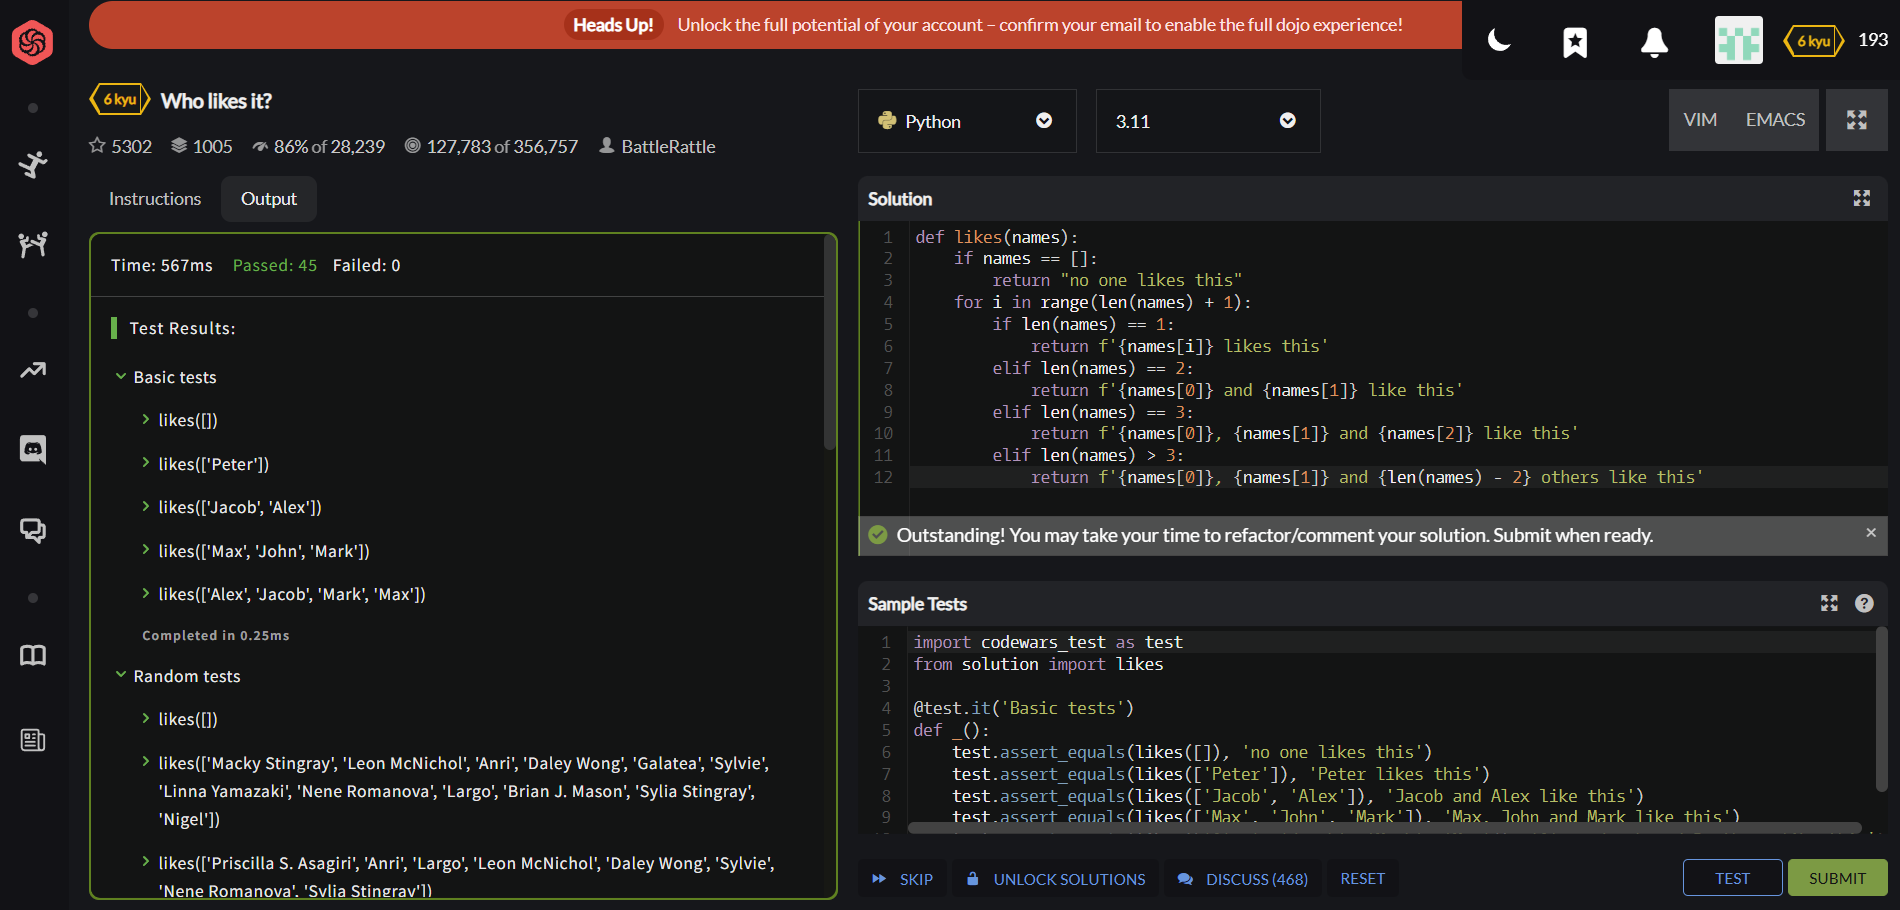 Heads Up! Unlock the full potential of your account – confirm your email to enable the full dojo experience!
6 kyu 193
6 kyu Who likes it?
5302 1005 86% of 28,239 127,783 of 356,757 BattleRattle
Instructions Output
Time: 567ms Passed: 45 Failed: 0
Test Results:
Basic tests
likes([])
likes(['Peter'])
likes(['Jacob', 'Alex'])
likes(['Max', 'John', 'Mark'])
likes(['Alex', 'Jacob', 'Mark', 'Max'])
Completed in 0.25ms
Random tests
likes([])
likes(['Macky Stingray', 'Leon McNichol', 'Anri', 'Daley Wong', 'Galatea', 'Sylvie',
'Linna Yamazaki', 'Nene Romanova', 'Largo', 'Brian J. Mason', 'Sylia Stingray',
'Nigel'])
likes(['Priscilla S. Asagiri', 'Anri', 'Largo', 'Leon McNichol', 'Daley Wong', 'Sylvie',
'Nene Romanova', 'Sylia Stingray'])
Python 3.11 VIM EMACS
Solution
1 def likes(names):
2 if names == []:
3 return "no one likes this"
4 for i in range(len(names) + 1):
5 if len(names) == 1:
6 return f'{names[i]} likes this'
7 elif len(names) == 2:
8 return f'{names[0]} and {names[1]} like this'
9 elif len(names) == 3:
10 return f'{names[0]}, {names[1]} and {names[2]} like this'
11 elif len(names) > 3:
12 return f'{names[0]}, {names[1]} and {len(names) - 2} others like this'
Outstanding! You may take your time to refactor/comment your solution. Submit when ready. ×
Sample Tests ?
1 import codewars_test as test
2 from solution import likes
3
4 @test.it('Basic tests')
5 def _():
6 test.assert_equals(likes([]), 'no one likes this')
7 test.assert_equals(likes(['Peter']), 'Peter likes this')
8 test.assert_equals(likes(['Jacob', 'Alex']), 'Jacob and Alex like this')
9 test.assert_equals(likes(['Max', 'John', 'Mark']), 'Max, John and Mark like this')
SKIP UNLOCK SOLUTIONS DISCUSS (468) RESET TEST SUBMIT